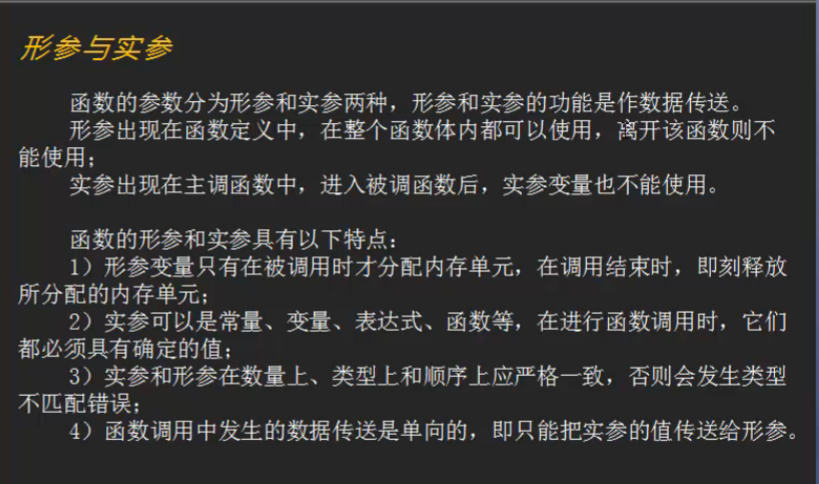 形参与实参
函数的参数分为形参和实参两种，形参和实参的功能是作数据传送。
形参出现在函数定义中，在整个函数体内都可以使用，离开该函数则不
能使用；
实参出现在主调函数中，进入被调函数后，实参变量也不能使用。
函数的形参和实参具有以下特点：
1）形参变量只有在被调用时才分配内存单元，在调用结束时，即刻释放
所分配的内存单元；
2）实参可以是常量、变量、表达式、函数等，在进行函数调用时，它们
都必须具有确定的值；
3）实参和形参在数量上、类型上和顺序上应严格一致，否则会发生类型
不匹配错误；
4）函数调用中发生的数据传送是单向的，即只能把实参的值传送给形参。